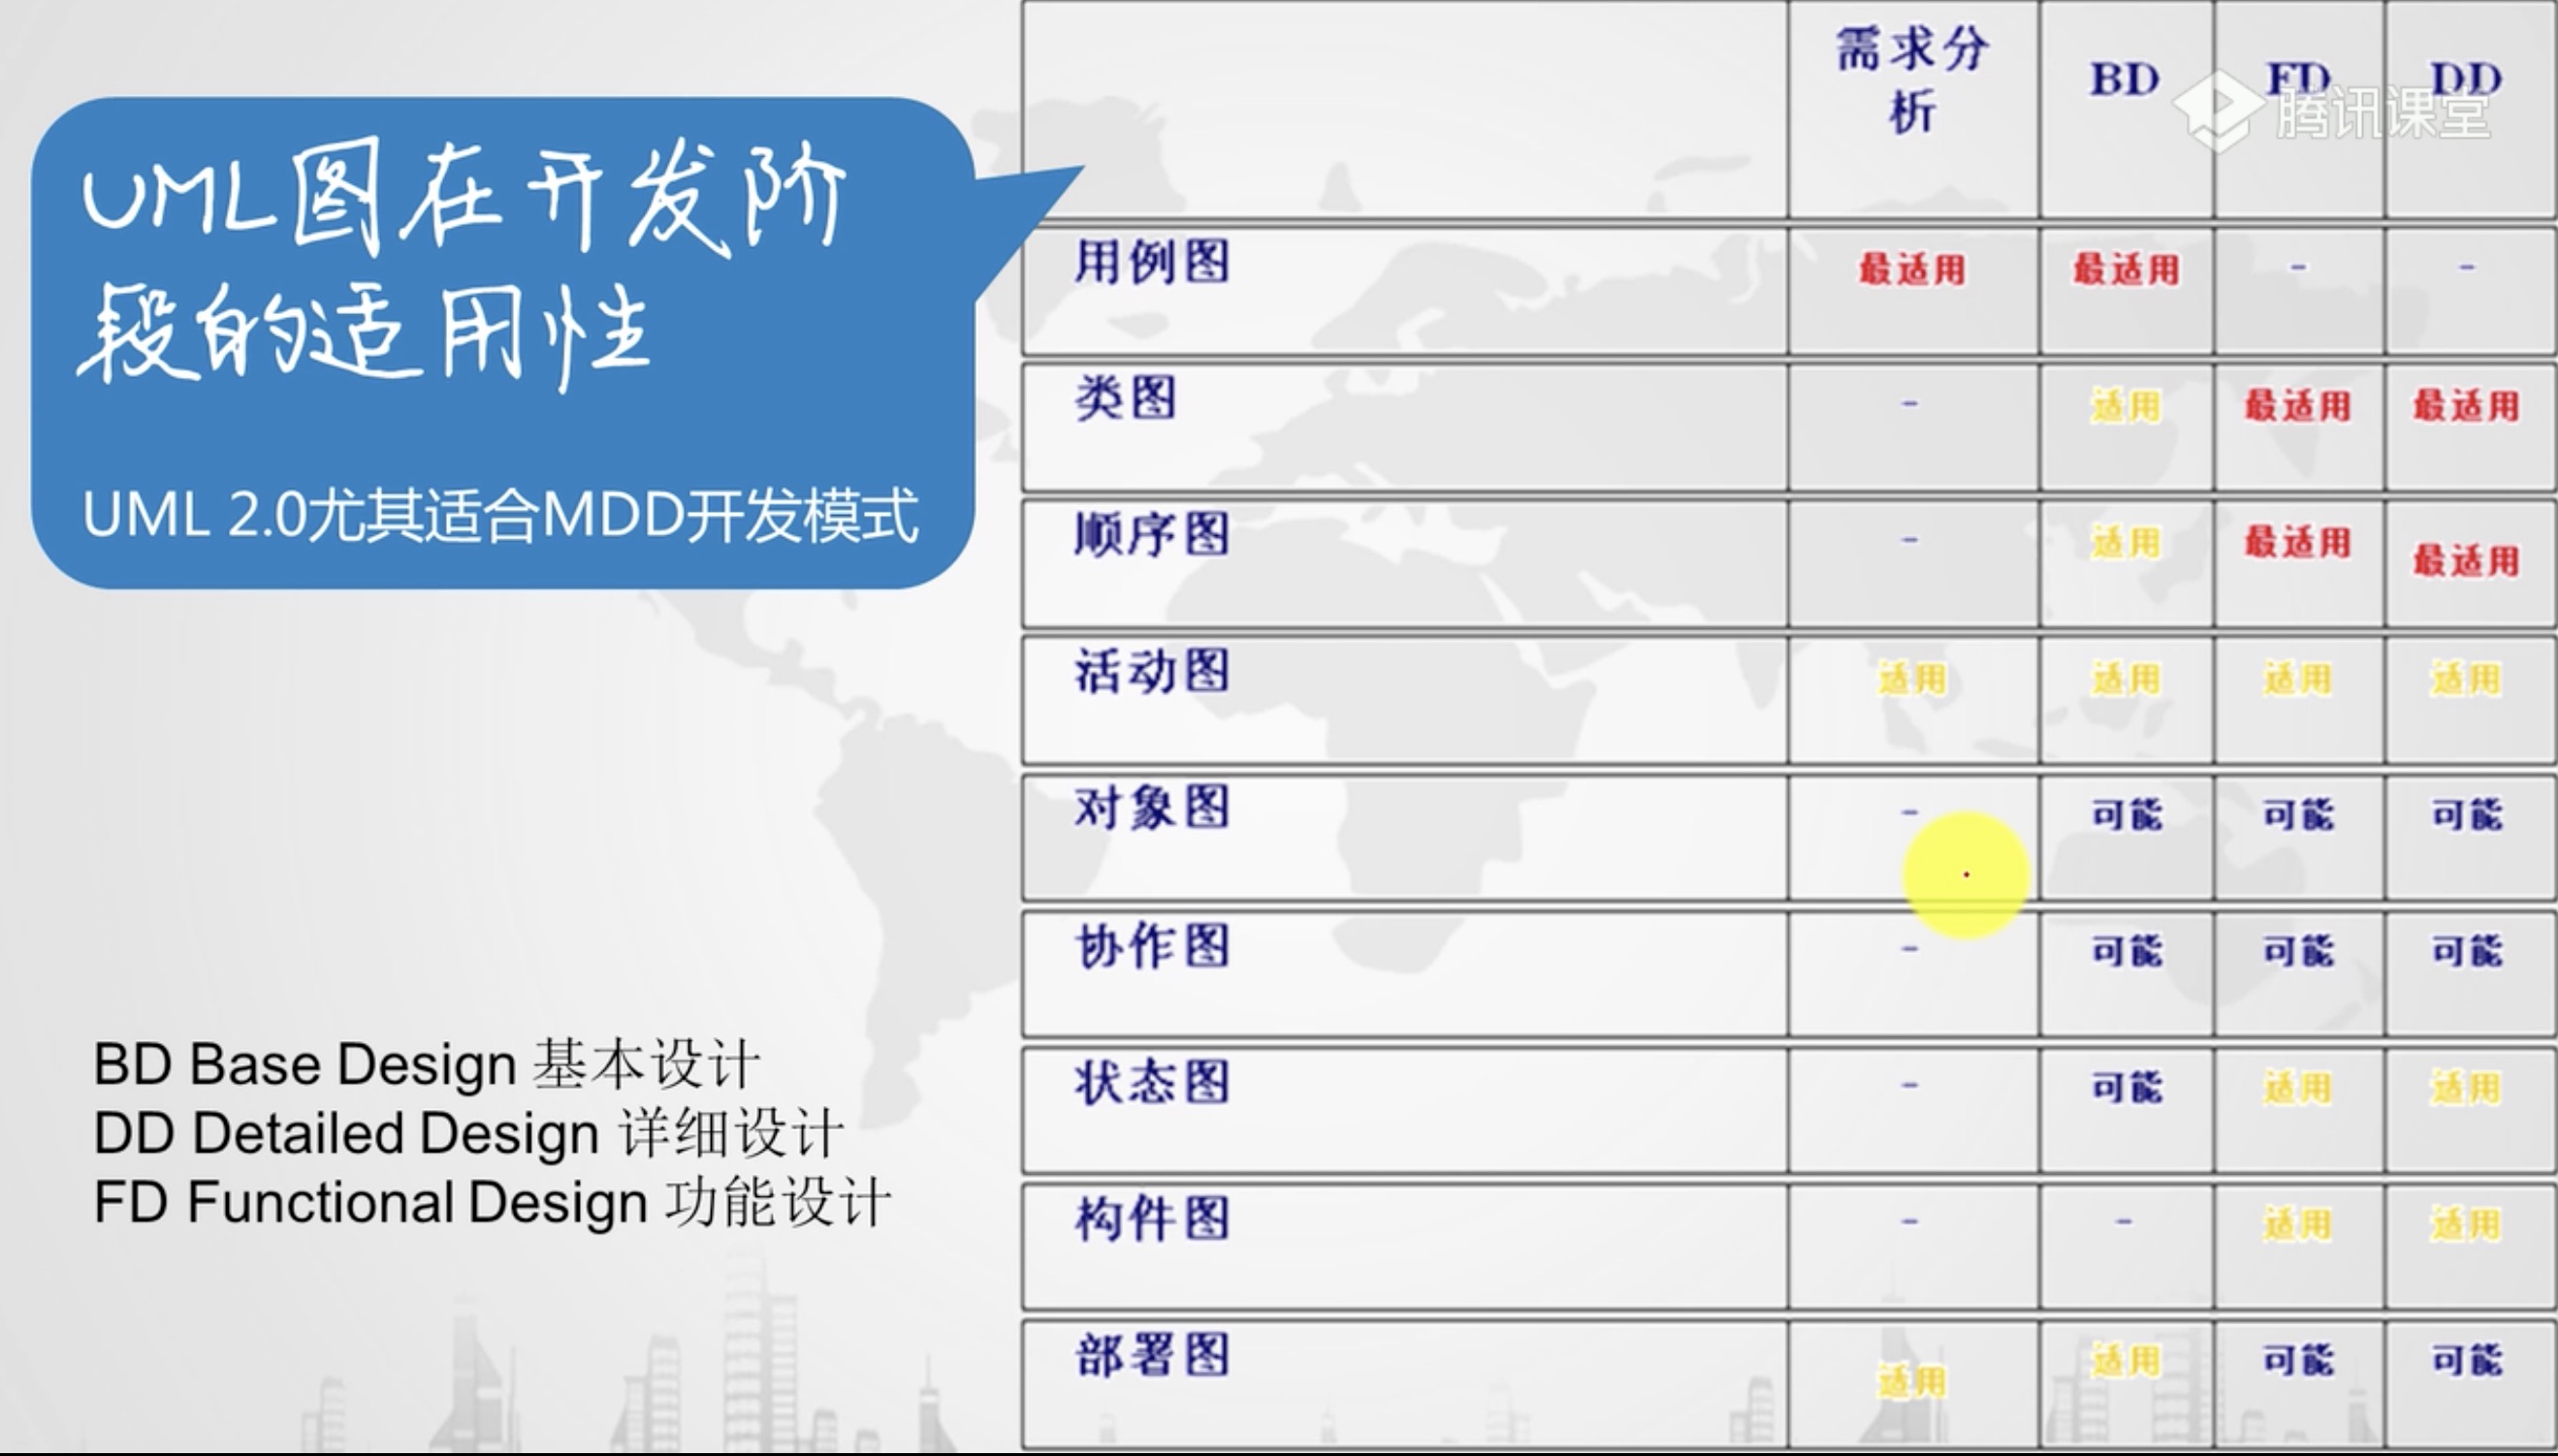 UML图在开发阶
段的适用性
UML 2.0尤其适合MDD开发模式
BD Base Design 基本设计
DD Detailed Design 详细设计
FD Functional Design 功能设计
需求分
析 BD FD DD
腾讯课堂
用例图 最适用 最适用 - -
类图 - 适用 最适用 最适用
顺序图 - 适用 最适用 最适用
活动图 适用 适用 适用 适用
对象图 - 可能 可能 可能
协作图 - 可能 可能 可能
状态图 - 可能 适用 适用
构件图 - - 适用 适用
部署图 适用 适用 可能 可能